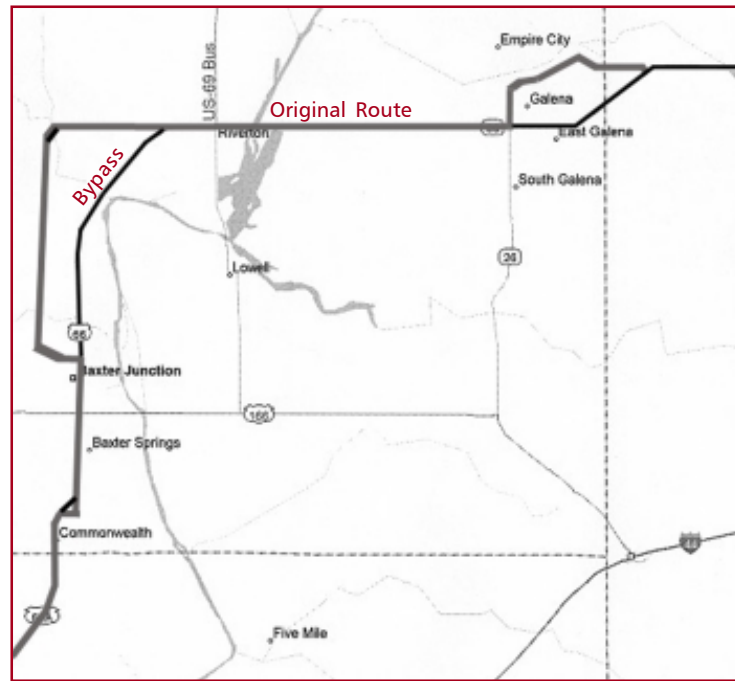 Empire City
US-69 Bus
Original Route
Galena
Riverton
East Galena
Bypass
South Galena
26
Lowell
66
Baxter Junction
166
Baxter Springs
Commonwealth
44
Five Mile